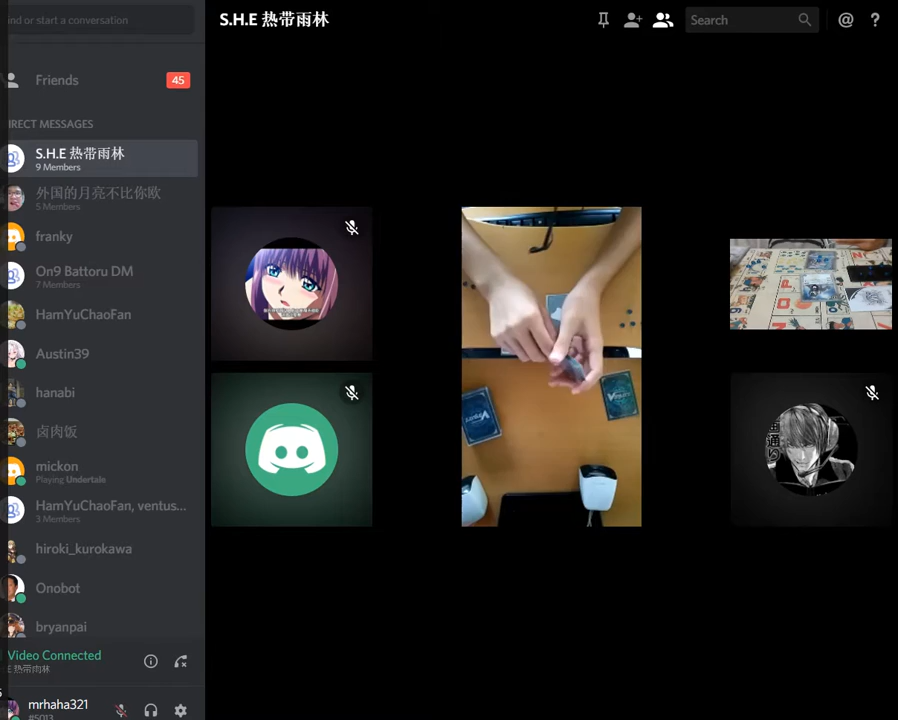 ind or start a conversation
S.H.E 热带雨林
Search
Friends
45
IRECT MESSAGES
S.H.E 热带雨林
9 Members
外国的月亮不比你欧
5 Members
franky
On9 Battoru DM
7 Members
HamYuChaoFan
Austin39
hanabi
卤肉饭
mickon
Playing Undertale
HamYuChaoFan, ventus...
3 Members
hiroki_kurokawa
Onobot
bryanpai
Video Connected
E 热带雨林
mrhaha321
#5013